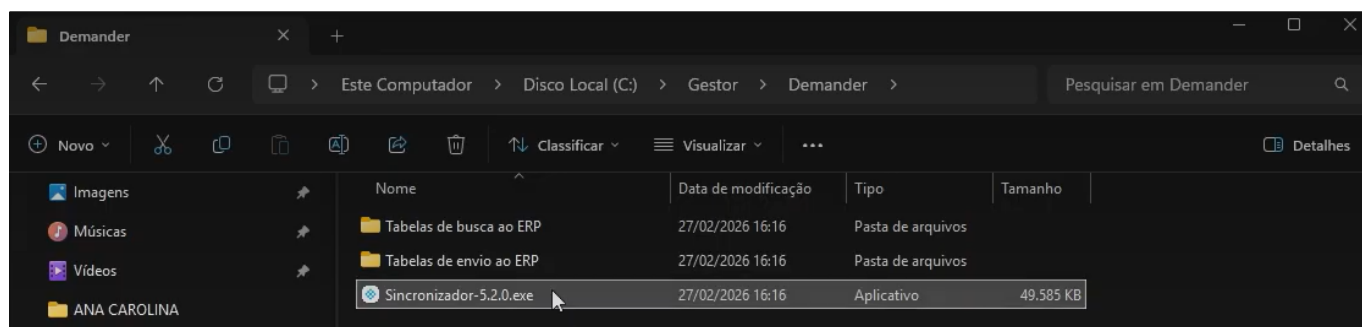 Demander
Este Computador > Disco Local (C:) > Gestor > Demander >
Pesquisar em Demander
Novo
Classificar
Visualizar
Detalhes
Nome Data de modificação Tipo Tamanho
Imagens
Tabelas de busca ao ERP 27/02/2026 16:16 Pasta de arquivos
Músicas
Tabelas de envio ao ERP 27/02/2026 16:16 Pasta de arquivos
Vídeos
Sincronizador-5.2.0.exe 27/02/2026 16:16 Aplicativo 49.585 KB
ANA CAROLINA